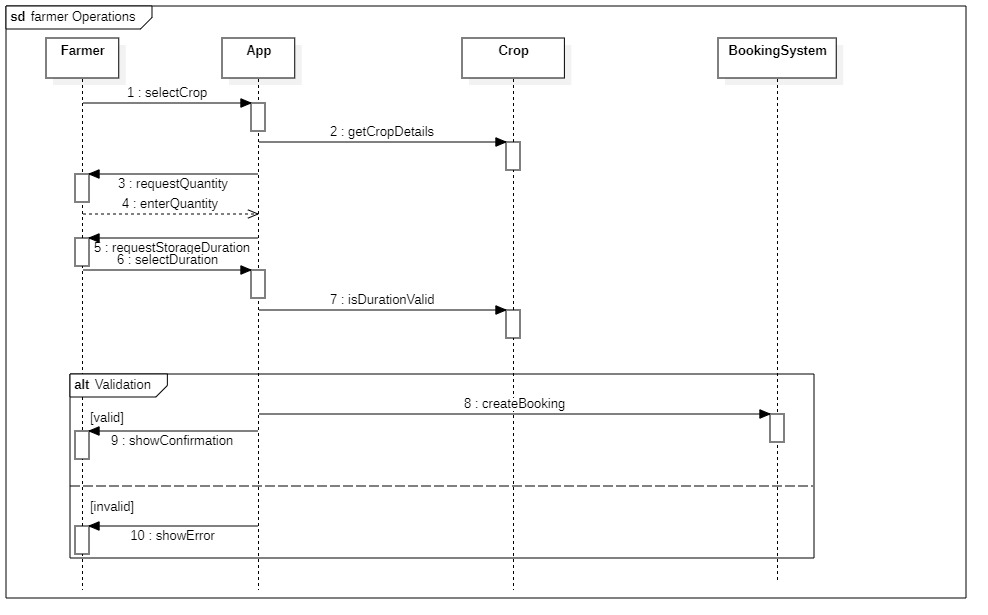 sd farmer Operations
Farmer
App
Crop
BookingSystem
1 : selectCrop
2 : getCropDetails
3 : requestQuantity
4 : enterQuantity
5 : requestStorageDuration
6 : selectDuration
7 : isDurationValid
alt Validation
8 : createBooking
[valid]
9 : showConfirmation
[invalid]
10 : showError